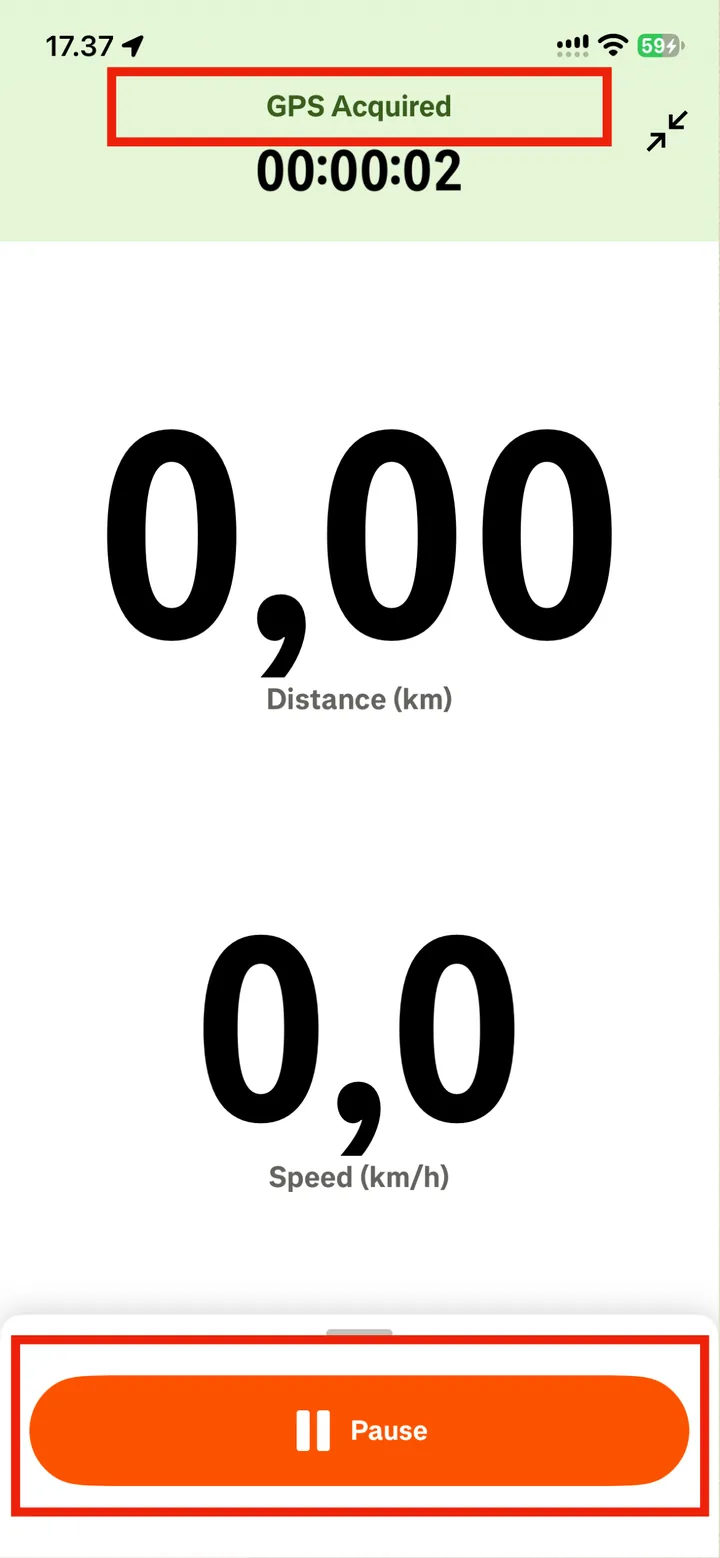 17.37
59
GPS Acquired
00:00:02
0,00
Distance (km)
0,0
Speed (km/h)
Pause